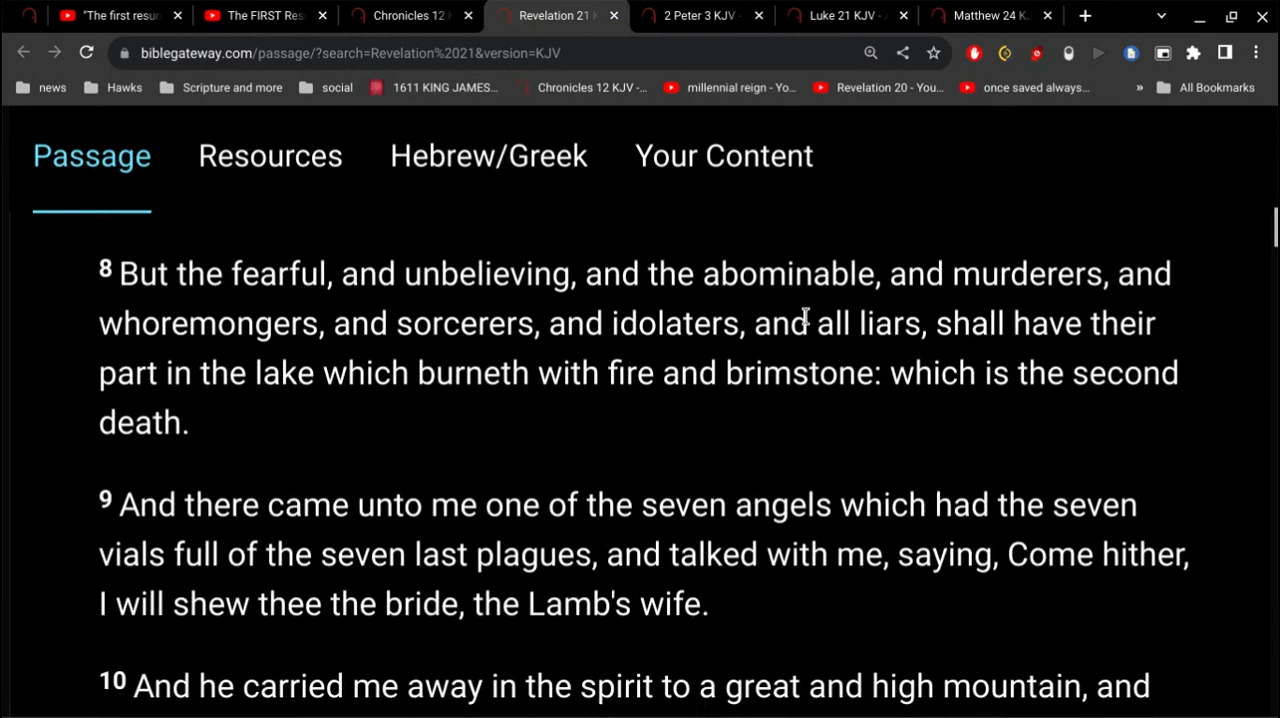 "The first resur
The FIRST Res
Chronicles 12 K
Revelation 21 K
2 Peter 3 KJV -
Luke 21 KJV - A
Matthew 24 KJ
biblegateway.com/passage/?search=Revelation%2021&version=KJV
news
Hawks
Scripture and more
social
1611 KING JAMES...
Chronicles 12 KJV -...
millennial reign - Yo...
Revelation 20 - You...
once saved always...
»
All Bookmarks
Passage
Resources
Hebrew/Greek
Your Content
8 But the fearful, and unbelieving, and the abominable, and murderers, and
whoremongers, and sorcerers, and idolaters, and all liars, shall have their
part in the lake which burneth with fire and brimstone: which is the second
death.
9 And there came unto me one of the seven angels which had the seven
vials full of the seven last plagues, and talked with me, saying, Come hither,
I will shew thee the bride, the Lamb's wife.
10 And he carried me away in the spirit to a great and high mountain, and